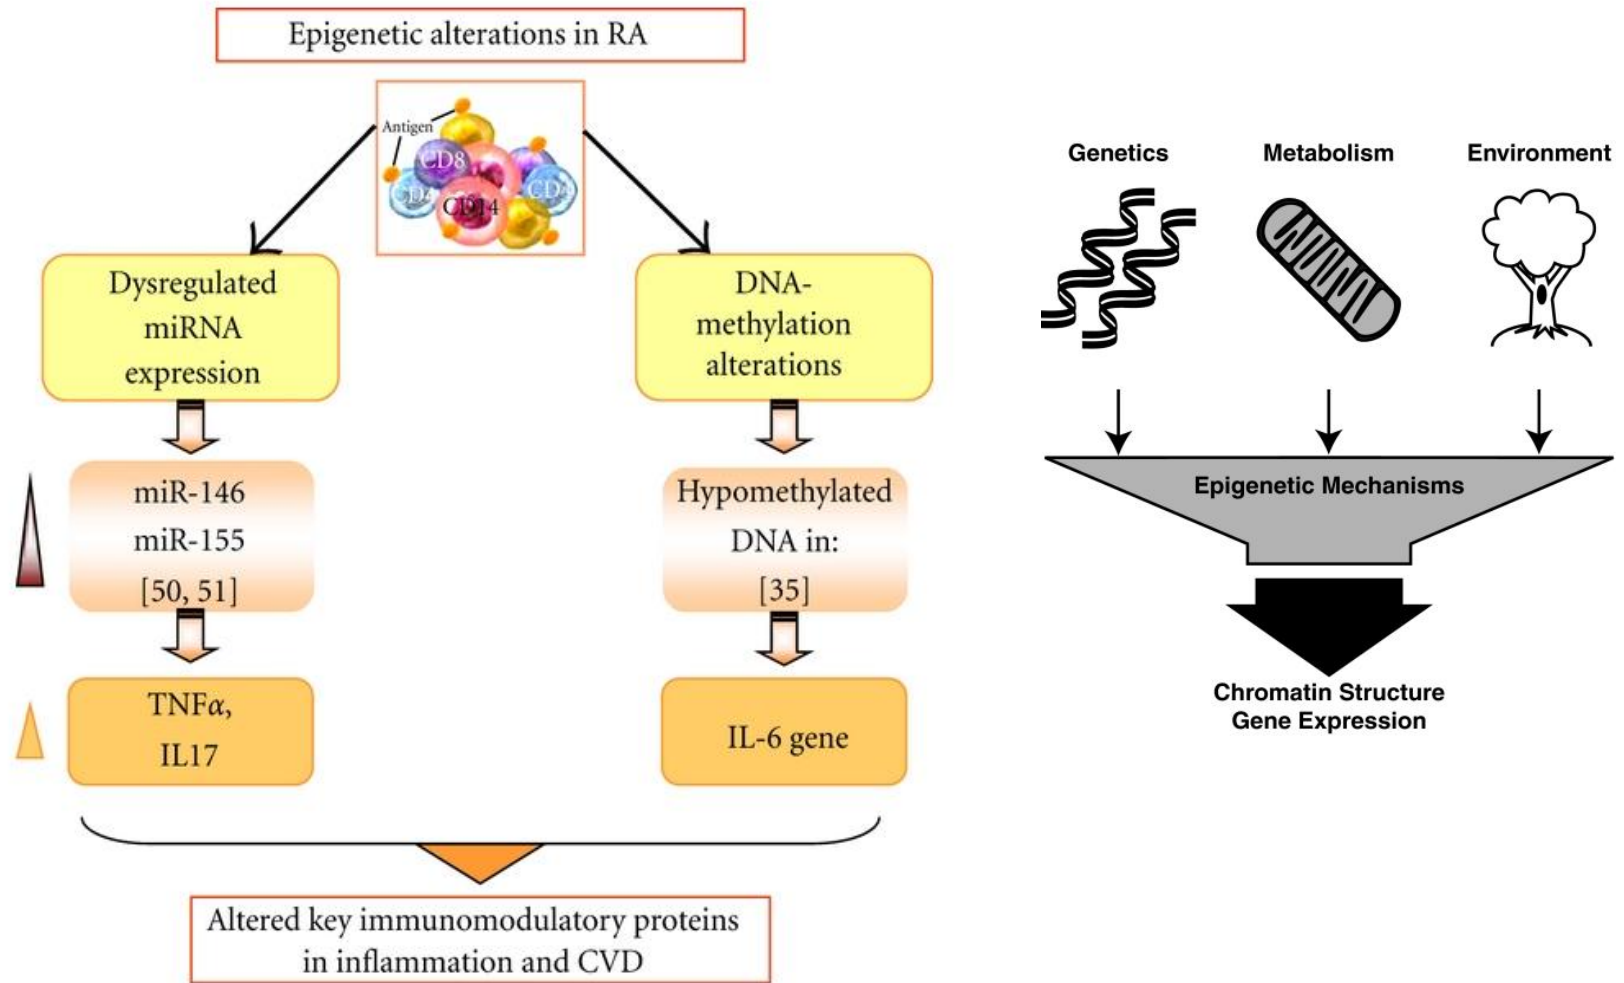 Epigenetic alterations in RA
Antigen
CD8
CD4
CD4
CD14
Dysregulated
miRNA
expression
DNA-
methylation
alterations
miR-146
miR-155
[50, 51]
Hypomethylated
DNA in:
[35]
TNFα,
IL17
IL-6 gene
Altered key immunomodulatory proteins
in inflammation and CVD
Genetics
Metabolism
Environment
Epigenetic Mechanisms
Chromatin Structure
Gene Expression